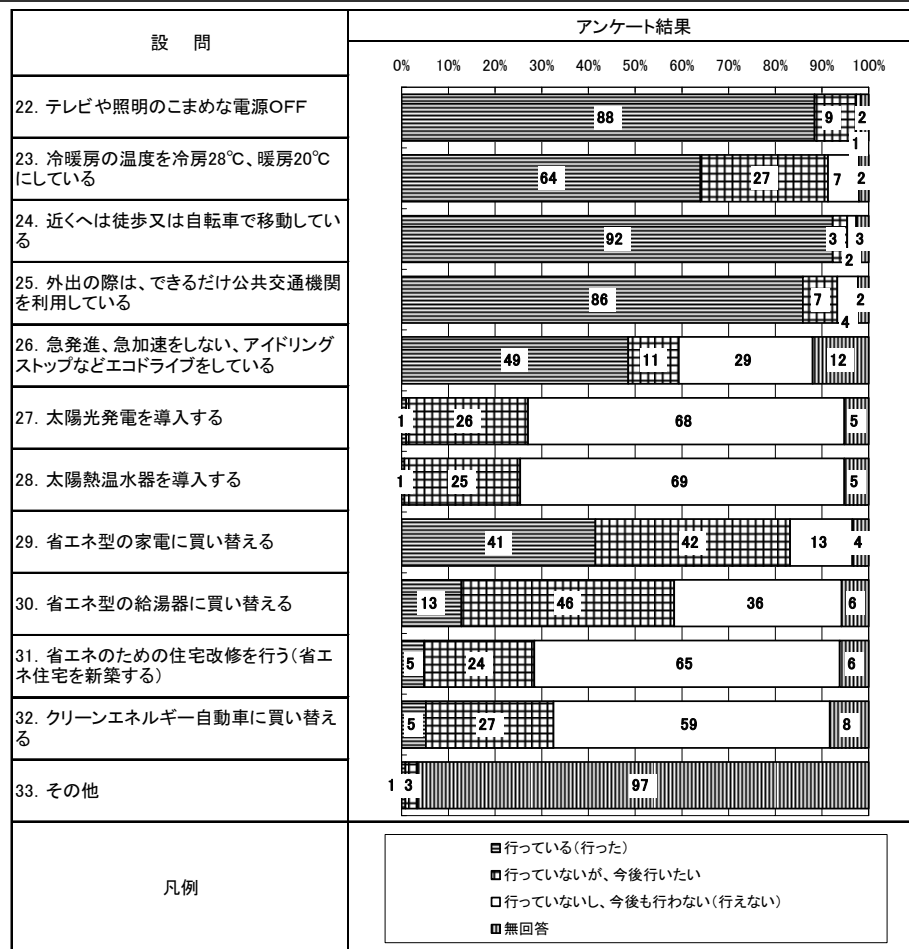 設 問
アンケート結果
0% 10% 20% 30% 40% 50% 60% 70% 80% 90% 100%
22. テレビや照明のこまめな電源OFF
88 9 2
1
23. 冷暖房の温度を冷房28℃、暖房20℃
にしている
64 27 7 2
24. 近くへは徒歩又は自転車で移動してい
る
92 3 3
2
25. 外出の際は、できるだけ公共交通機関
を利用している
86 7 2
4
26. 急発進、急加速をしない、アイドリング
ストップなどエコドライブをしている
49 11 29 12
27. 太陽光発電を導入する
1 26 68 5
28. 太陽熱温水器を導入する
1 25 69 5
29. 省エネ型の家電に買い替える
41 42 13 4
30. 省エネ型の給湯器に買い替える
13 46 36 6
31. 省エネのための住宅改修を行う(省エ
ネ住宅を新築する)
5 24 65 6
32. クリーンエネルギー自動車に買い替え
る
5 27 59 8
33. その他
1 3 97
凡例
行っている(行った)
行っていないが、今後行いたい
行っていないし、今後も行わない(行えない)
無回答